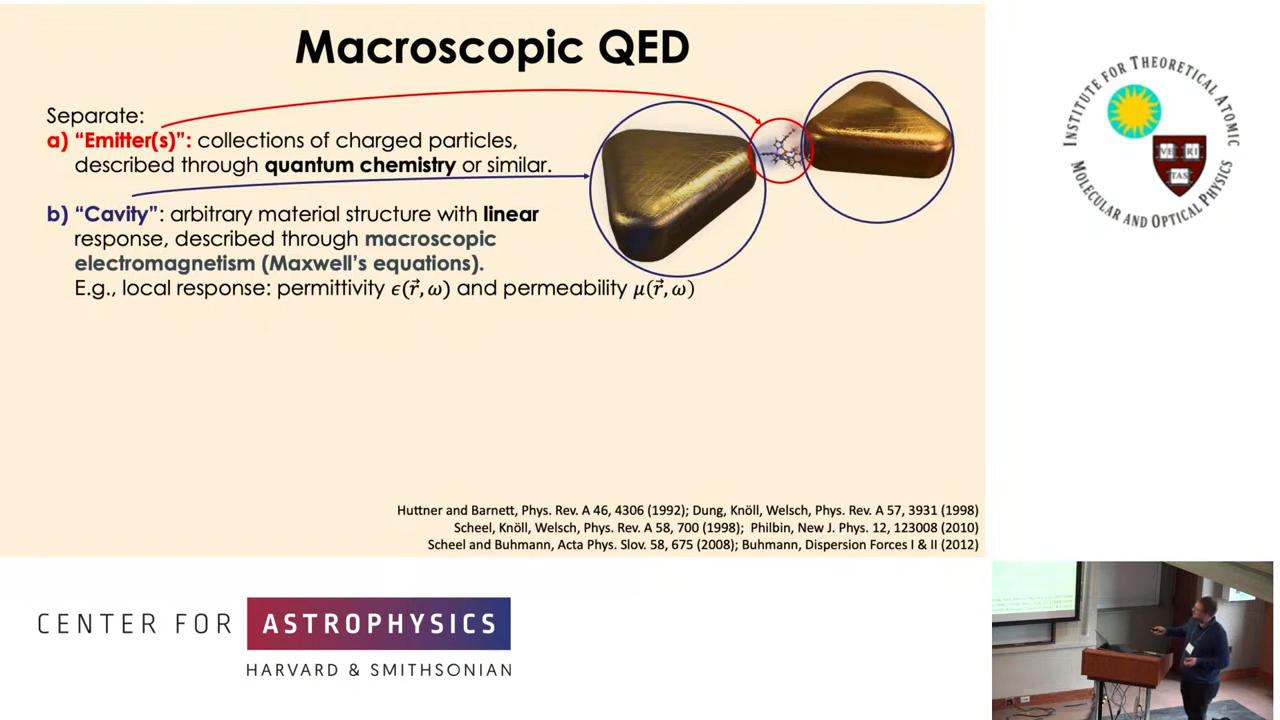 Macroscopic QED
Separate:
a) "Emitter(s)": collections of charged particles,
described through quantum chemistry or similar.
b) "Cavity": arbitrary material structure with linear
response, described through macroscopic
electromagnetism (Maxwell's equations).
E.g., local response: permittivity ϵ(r⃗, ω) and permeability μ(r⃗, ω)
Huttner and Barnett, Phys. Rev. A 46, 4306 (1992); Dung, Knöll, Welsch, Phys. Rev. A 57, 3931 (1998)
Scheel, Knöll, Welsch, Phys. Rev. A 58, 700 (1998); Philbin, New J. Phys. 12, 123008 (2010)
Scheel and Buhmann, Acta Phys. Slov. 58, 675 (2008); Buhmann, Dispersion Forces I & II (2012)
INSTITUTE FOR THEORETICAL ATOMIC
MOLECULAR AND OPTICAL PHYSICS
VE RI
TAS
CENTER FOR ASTROPHYSICS
HARVARD & SMITHSONIAN